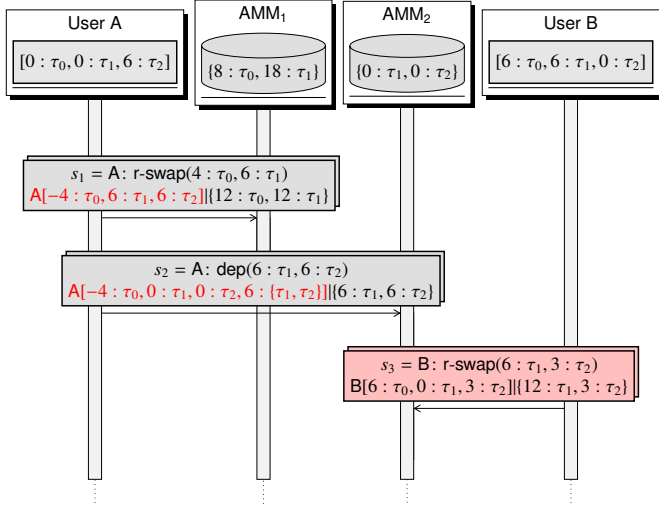 User A
AMM₁
AMM₂
User B
[0 : τ₀, 0 : τ₁, 6 : τ₂]
{8 : τ₀, 18 : τ₁}
{0 : τ₁, 0 : τ₂}
[6 : τ₀, 6 : τ₁, 0 : τ₂]
s₁ = A: r-swap(4 : τ₀, 6 : τ₁)
A[−4 : τ₀, 6 : τ₁, 6 : τ₂]|{12 : τ₀, 12 : τ₁}
s₂ = A: dep(6 : τ₁, 6 : τ₂)
A[−4 : τ₀, 0 : τ₁, 0 : τ₂, 6 : {τ₁, τ₂}]|{6 : τ₁, 6 : τ₂}
s₃ = B: r-swap(6 : τ₁, 3 : τ₂)
B[6 : τ₀, 0 : τ₁, 3 : τ₂]|{12 : τ₁, 3 : τ₂}